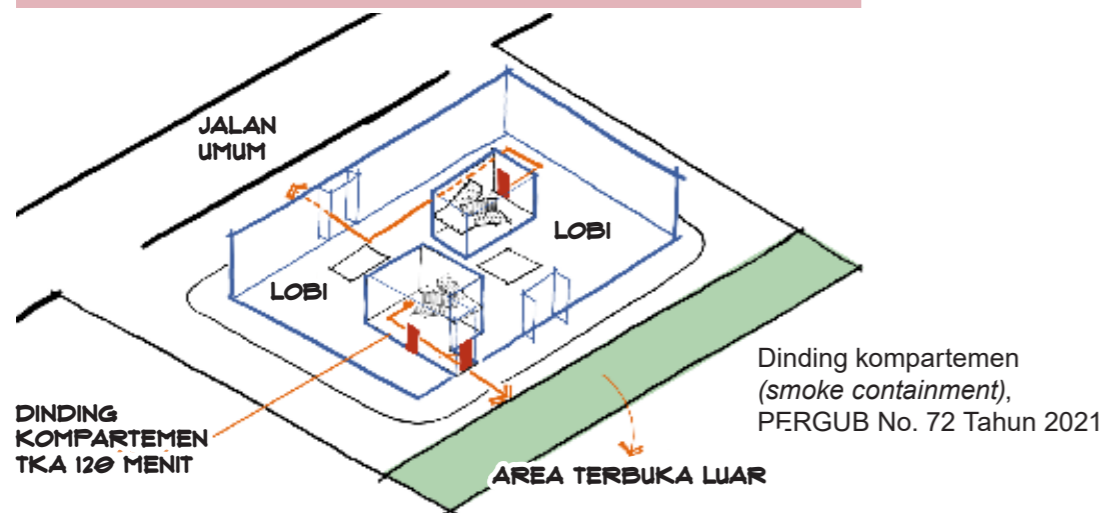 JALAN
UMUM
LOBI
LOBI
DINDING
KOMPARTEMEN
TKA 120 MENIT
AREA TERBUKA LUAR
Dinding kompartemen
(smoke containment),
PERGUB No. 72 Tahun 2021